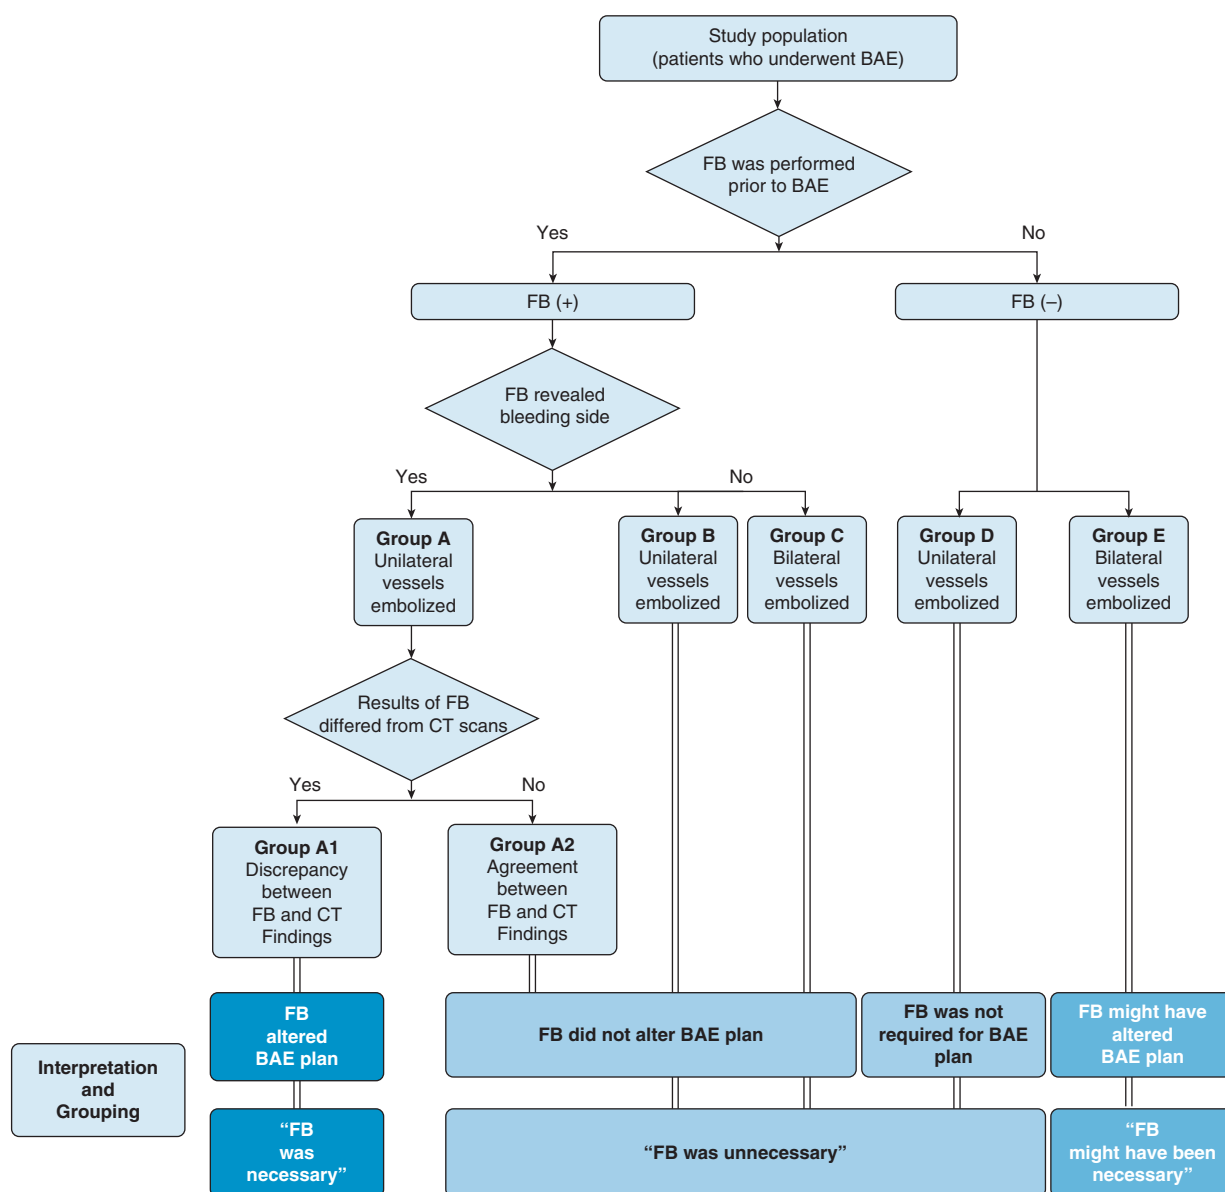 Study population
(patients who underwent BAE)
FB was performed
prior to BAE
Yes
No
FB (+)
FB (–)
FB revealed
bleeding side
Yes
No
Group A
Unilateral
vessels
embolized
Group B
Unilateral
vessels
embolized
Group C
Bilateral
vessels
embolized
Group D
Unilateral
vessels
embolized
Group E
Bilateral
vessels
embolized
Results of FB
differed from CT scans
Yes
No
Group A1
Discrepancy
between
FB and CT
Findings
Group A2
Agreement
between
FB and CT
Findings
FB
altered
BAE plan
FB did not alter BAE plan
FB was not
required for BAE
plan
FB might have
altered
BAE plan
Interpretation
and
Grouping
“FB
was
necessary”
“FB was unnecessary”
“FB
might have been
necessary”